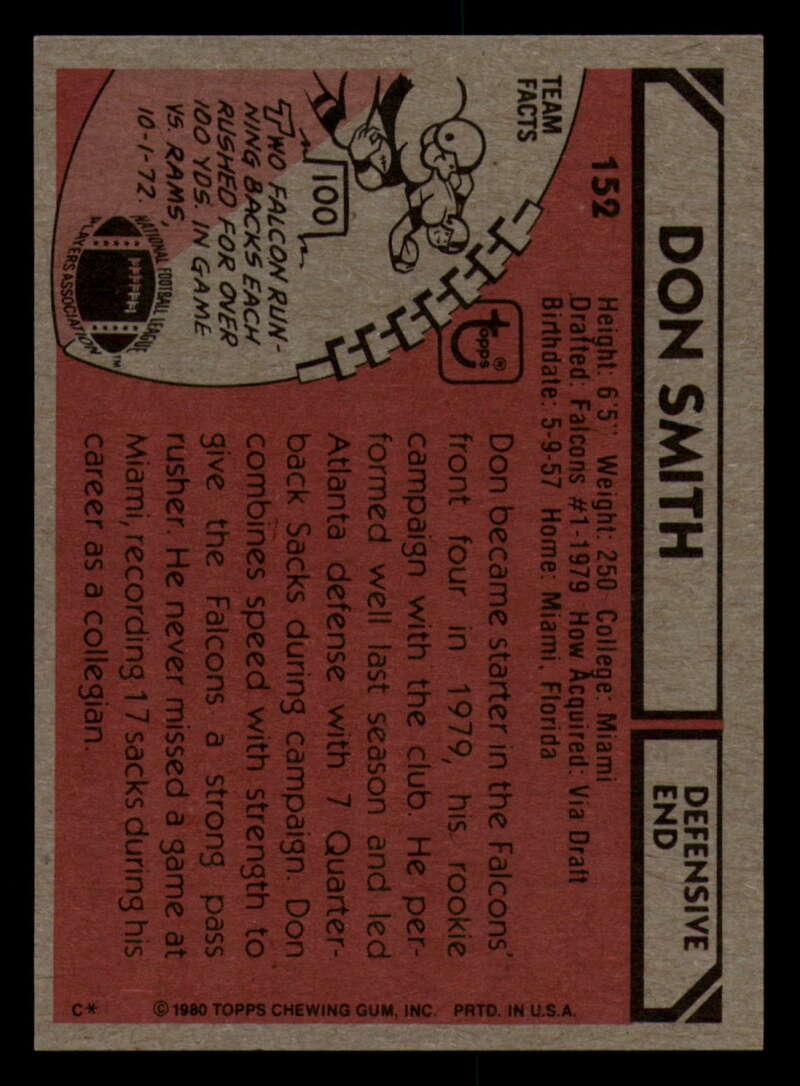 DON SMITH
DEFENSIVE
END
152
Height: 6'5" Weight: 250 College: Miami
Drafted: Falcons #1-1979 How Acquired: Via Draft
Birthdate: 5-9-57 Home: Miami, Florida
TEAM
FACTS
100
TWO FALCON RUN-
NING BACKS EACH
RUSHED FOR OVER
100 YDS. IN GAME
VS. RAMS,
10-1-72.
NATIONAL FOOTBALL LEAGUE
PLAYERS ASSOCIATION
TM
topps®
Don became starter in the Falcons'
front four in 1979, his rookie
campaign with the club. He per-
formed well last season and led
Atlanta defense with 7 Quarter-
back Sacks during campaign. Don
combines speed with strength to
give the Falcons a strong pass
rusher. He never missed a game at
Miami, recording 17 sacks during his
career as a collegian.
C* © 1980 TOPPS CHEWING GUM, INC. PRTD. IN U.S.A.